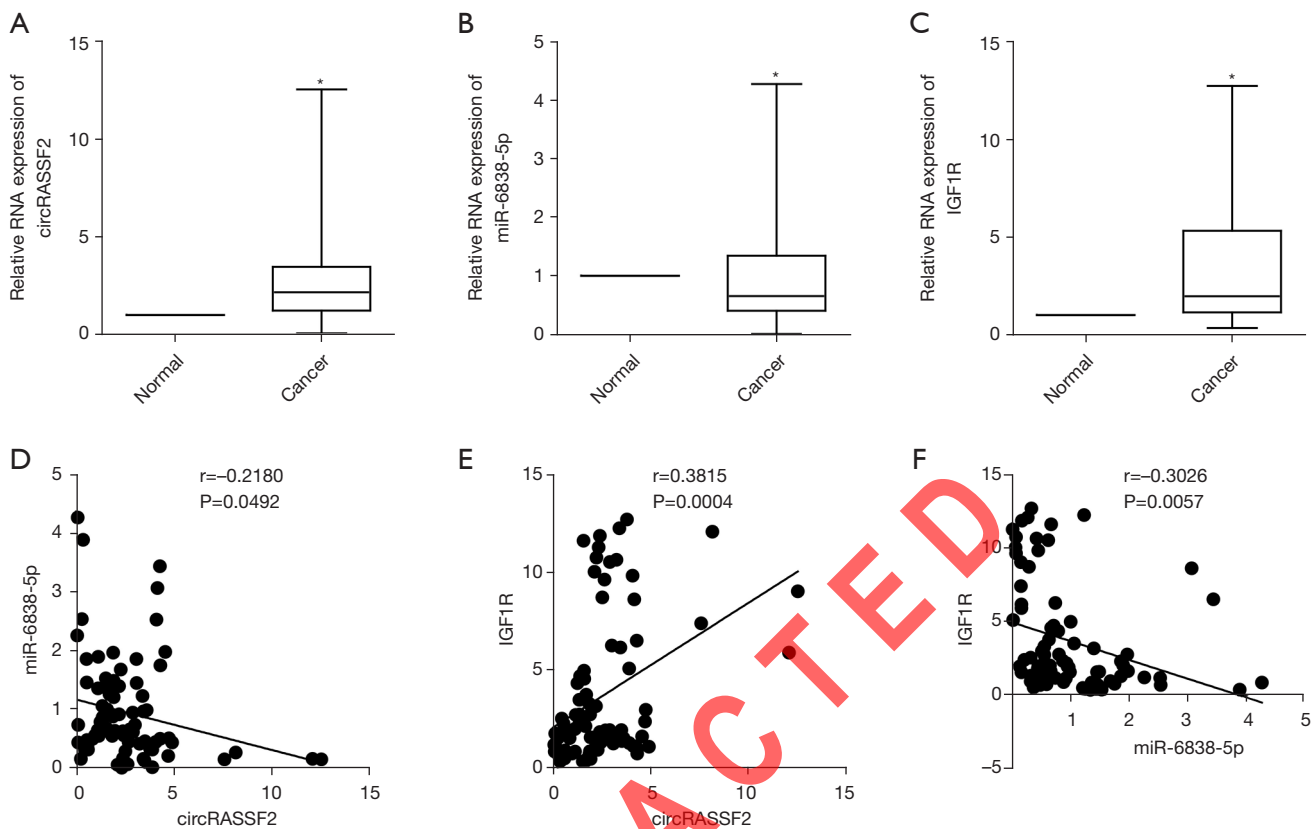 A
Relative RNA expression of
circRASSF2
15
10
5
0
*
Normal
Cancer
B
Relative RNA expression of
miR-6838-5p
5
4
3
2
1
0
*
Normal
Cancer
C
Relative RNA expression of
IGF1R
15
10
5
0
*
Normal
Cancer
D
r=–0.2180
P=0.0492
miR-6838-5p
5
4
3
2
1
0
0
5
10
15
circRASSF2
E
r=0.3815
P=0.0004
IGF1R
15
10
5
0
0
5
10
15
circRASSF2
F
r=–0.3026
P=0.0057
IGF1R
15
10
5
0
–5
1
2
3
4
5
miR-6838-5p
ACTED